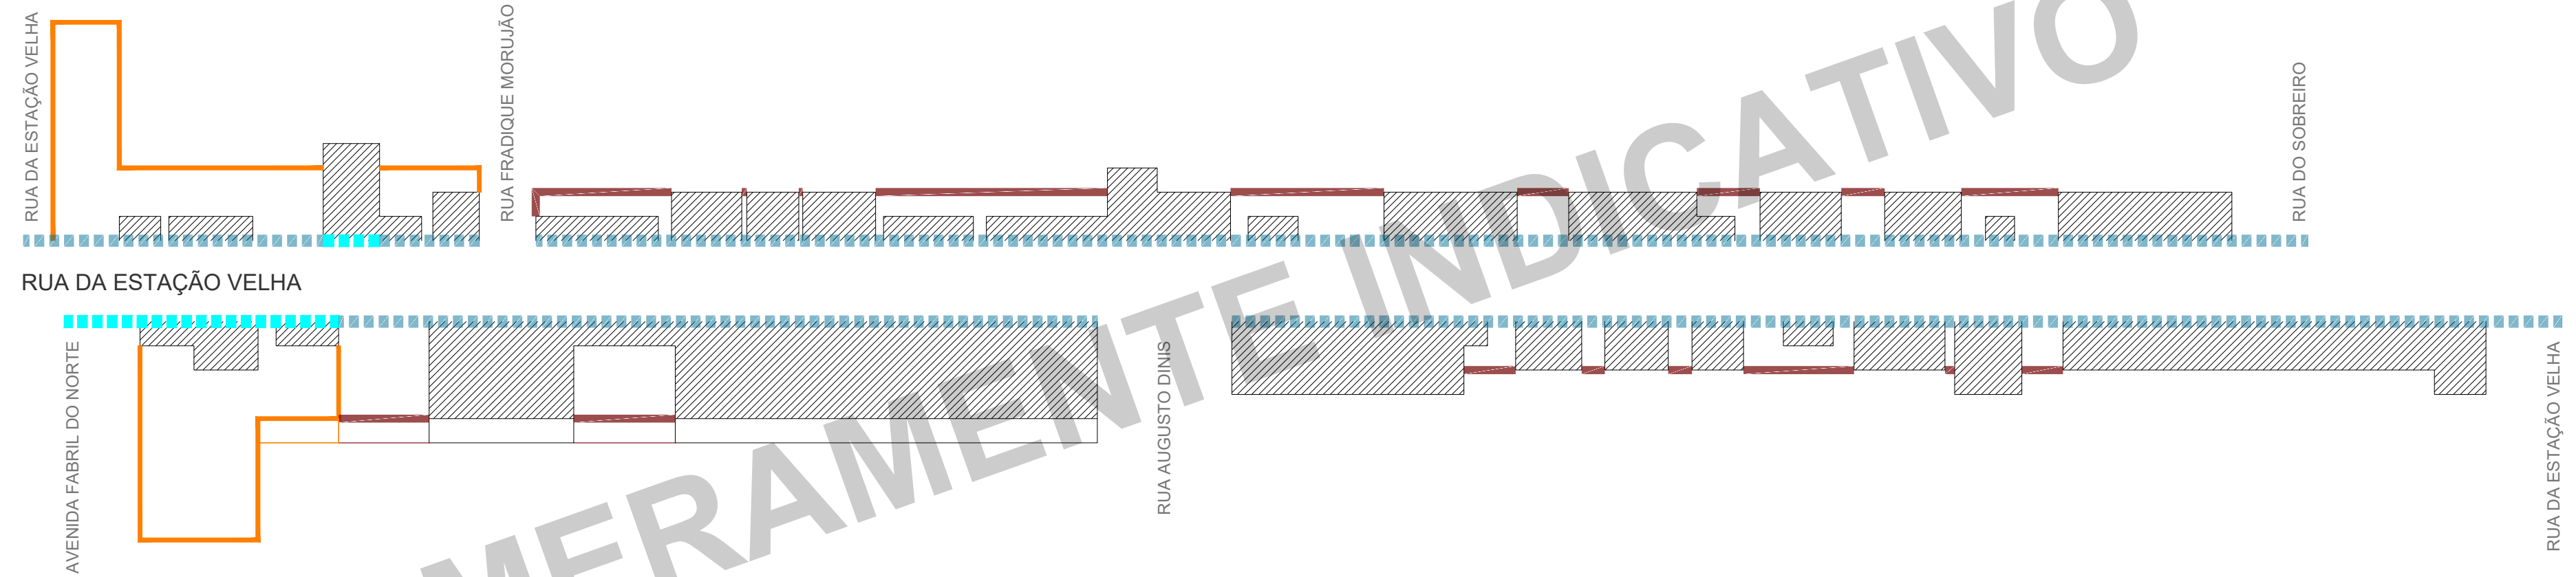 RUA DA ESTAÇÃO VELHA
RUA FRADIQUE MORUJÃO
RUA DO SOBREIRO
RUA DA ESTAÇÃO VELHA
AVENIDA FABRIL DO NORTE
RUA AUGUSTO DINIS
RUA DA ESTAÇÃO VELHA
MERAMENTE INDICATIVO